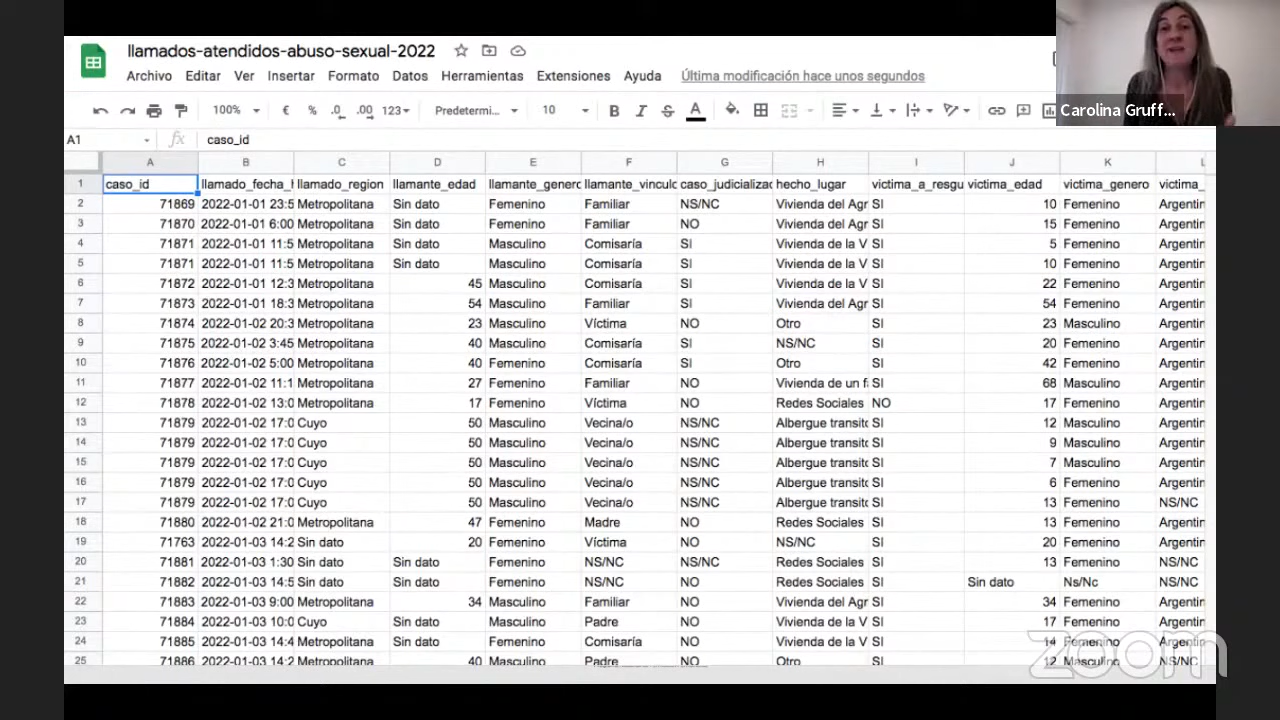 llamados-atendidos-abuso-sexual-2022
Archivo Editar Ver Insertar Formato Datos Herramientas Extensiones Ayuda Última modificación hace unos segundos
100% € % .0 .00 123 Predetermi... 10 B I S A
Carolina Gruff...
A1 fx caso_id
A B C D E F G H I J K L
1 caso_id llamado_fecha_h llamado_region llamante_edad llamante_genero llamante_vinculo caso_judicializad hecho_lugar victima_a_resgu victima_edad victima_genero victima_
2 71869 2022-01-01 23:5 Metropolitana Sin dato Femenino Familiar NS/NC Vivienda del Agr SI 10 Femenino Argentin
3 71870 2022-01-01 6:00 Metropolitana Sin dato Femenino Familiar NO Vivienda del Agr SI 15 Femenino Argentin
4 71871 2022-01-01 11:5 Metropolitana Sin dato Masculino Comisaría SI Vivienda de la V SI 5 Femenino Argentin
5 71871 2022-01-01 11:5 Metropolitana Sin dato Masculino Comisaría SI Vivienda de la V SI 10 Femenino Argentin
6 71872 2022-01-01 12:3 Metropolitana 45 Masculino Comisaría SI Vivienda de la V SI 22 Femenino Argentin
7 71873 2022-01-01 18:3 Metropolitana 54 Masculino Familiar SI Vivienda del Agr SI 54 Femenino Argentin
8 71874 2022-01-02 20:3 Metropolitana 23 Masculino Víctima NO Otro SI 23 Masculino Argentin
9 71875 2022-01-02 3:45 Metropolitana 40 Masculino Comisaría SI NS/NC SI 20 Femenino Argentin
10 71876 2022-01-02 5:00 Metropolitana 40 Femenino Comisaría SI Otro SI 42 Femenino Argentin
11 71877 2022-01-02 11:1 Metropolitana 27 Femenino Familiar NO Vivienda de un fa SI 68 Masculino Argentin
12 71878 2022-01-02 13:0 Metropolitana 17 Femenino Víctima NO Redes Sociales NO 17 Femenino Argentin
13 71879 2022-01-02 17:0 Cuyo 50 Masculino Vecina/o NS/NC Albergue transito SI 12 Masculino Argentin
14 71879 2022-01-02 17:0 Cuyo 50 Masculino Vecina/o NS/NC Albergue transito SI 9 Masculino Argentin
15 71879 2022-01-02 17:0 Cuyo 50 Masculino Vecina/o NS/NC Albergue transito SI 7 Masculino Argentin
16 71879 2022-01-02 17:0 Cuyo 50 Masculino Vecina/o NS/NC Albergue transito SI 6 Femenino Argentin
17 71879 2022-01-02 17:0 Cuyo 50 Masculino Vecina/o NS/NC Albergue transito SI 13 Femenino NS/NC
18 71880 2022-01-02 21:0 Metropolitana 47 Femenino Madre NO Redes Sociales SI 13 Femenino Argentin
19 71763 2022-01-03 14:2 Sin dato 20 Femenino Víctima NO NS/NC SI 20 Femenino Argentin
20 71881 2022-01-03 1:30 Sin dato Sin dato Femenino NS/NC NS/NC Redes Sociales SI 13 Femenino NS/NC
21 71882 2022-01-03 14:5 Sin dato Sin dato Femenino NS/NC NO Redes Sociales SI Sin dato Ns/Nc NS/NC
22 71883 2022-01-03 9:00 Metropolitana 34 Masculino Familiar NO Vivienda del Agr SI 34 Femenino Argentin
23 71884 2022-01-03 10:0 Cuyo Sin dato Masculino Padre NO Vivienda de la V SI 17 Femenino Argentin
24 71885 2022-01-03 14:4 Metropolitana Sin dato Femenino Comisaría NO Vivienda de la V SI 14 Femenino Argentin
25 71886 2022-01-03 14:2 Metropolitana 40 Masculino Padre NO Otro SI 12 Masculino NS/NC
zoom